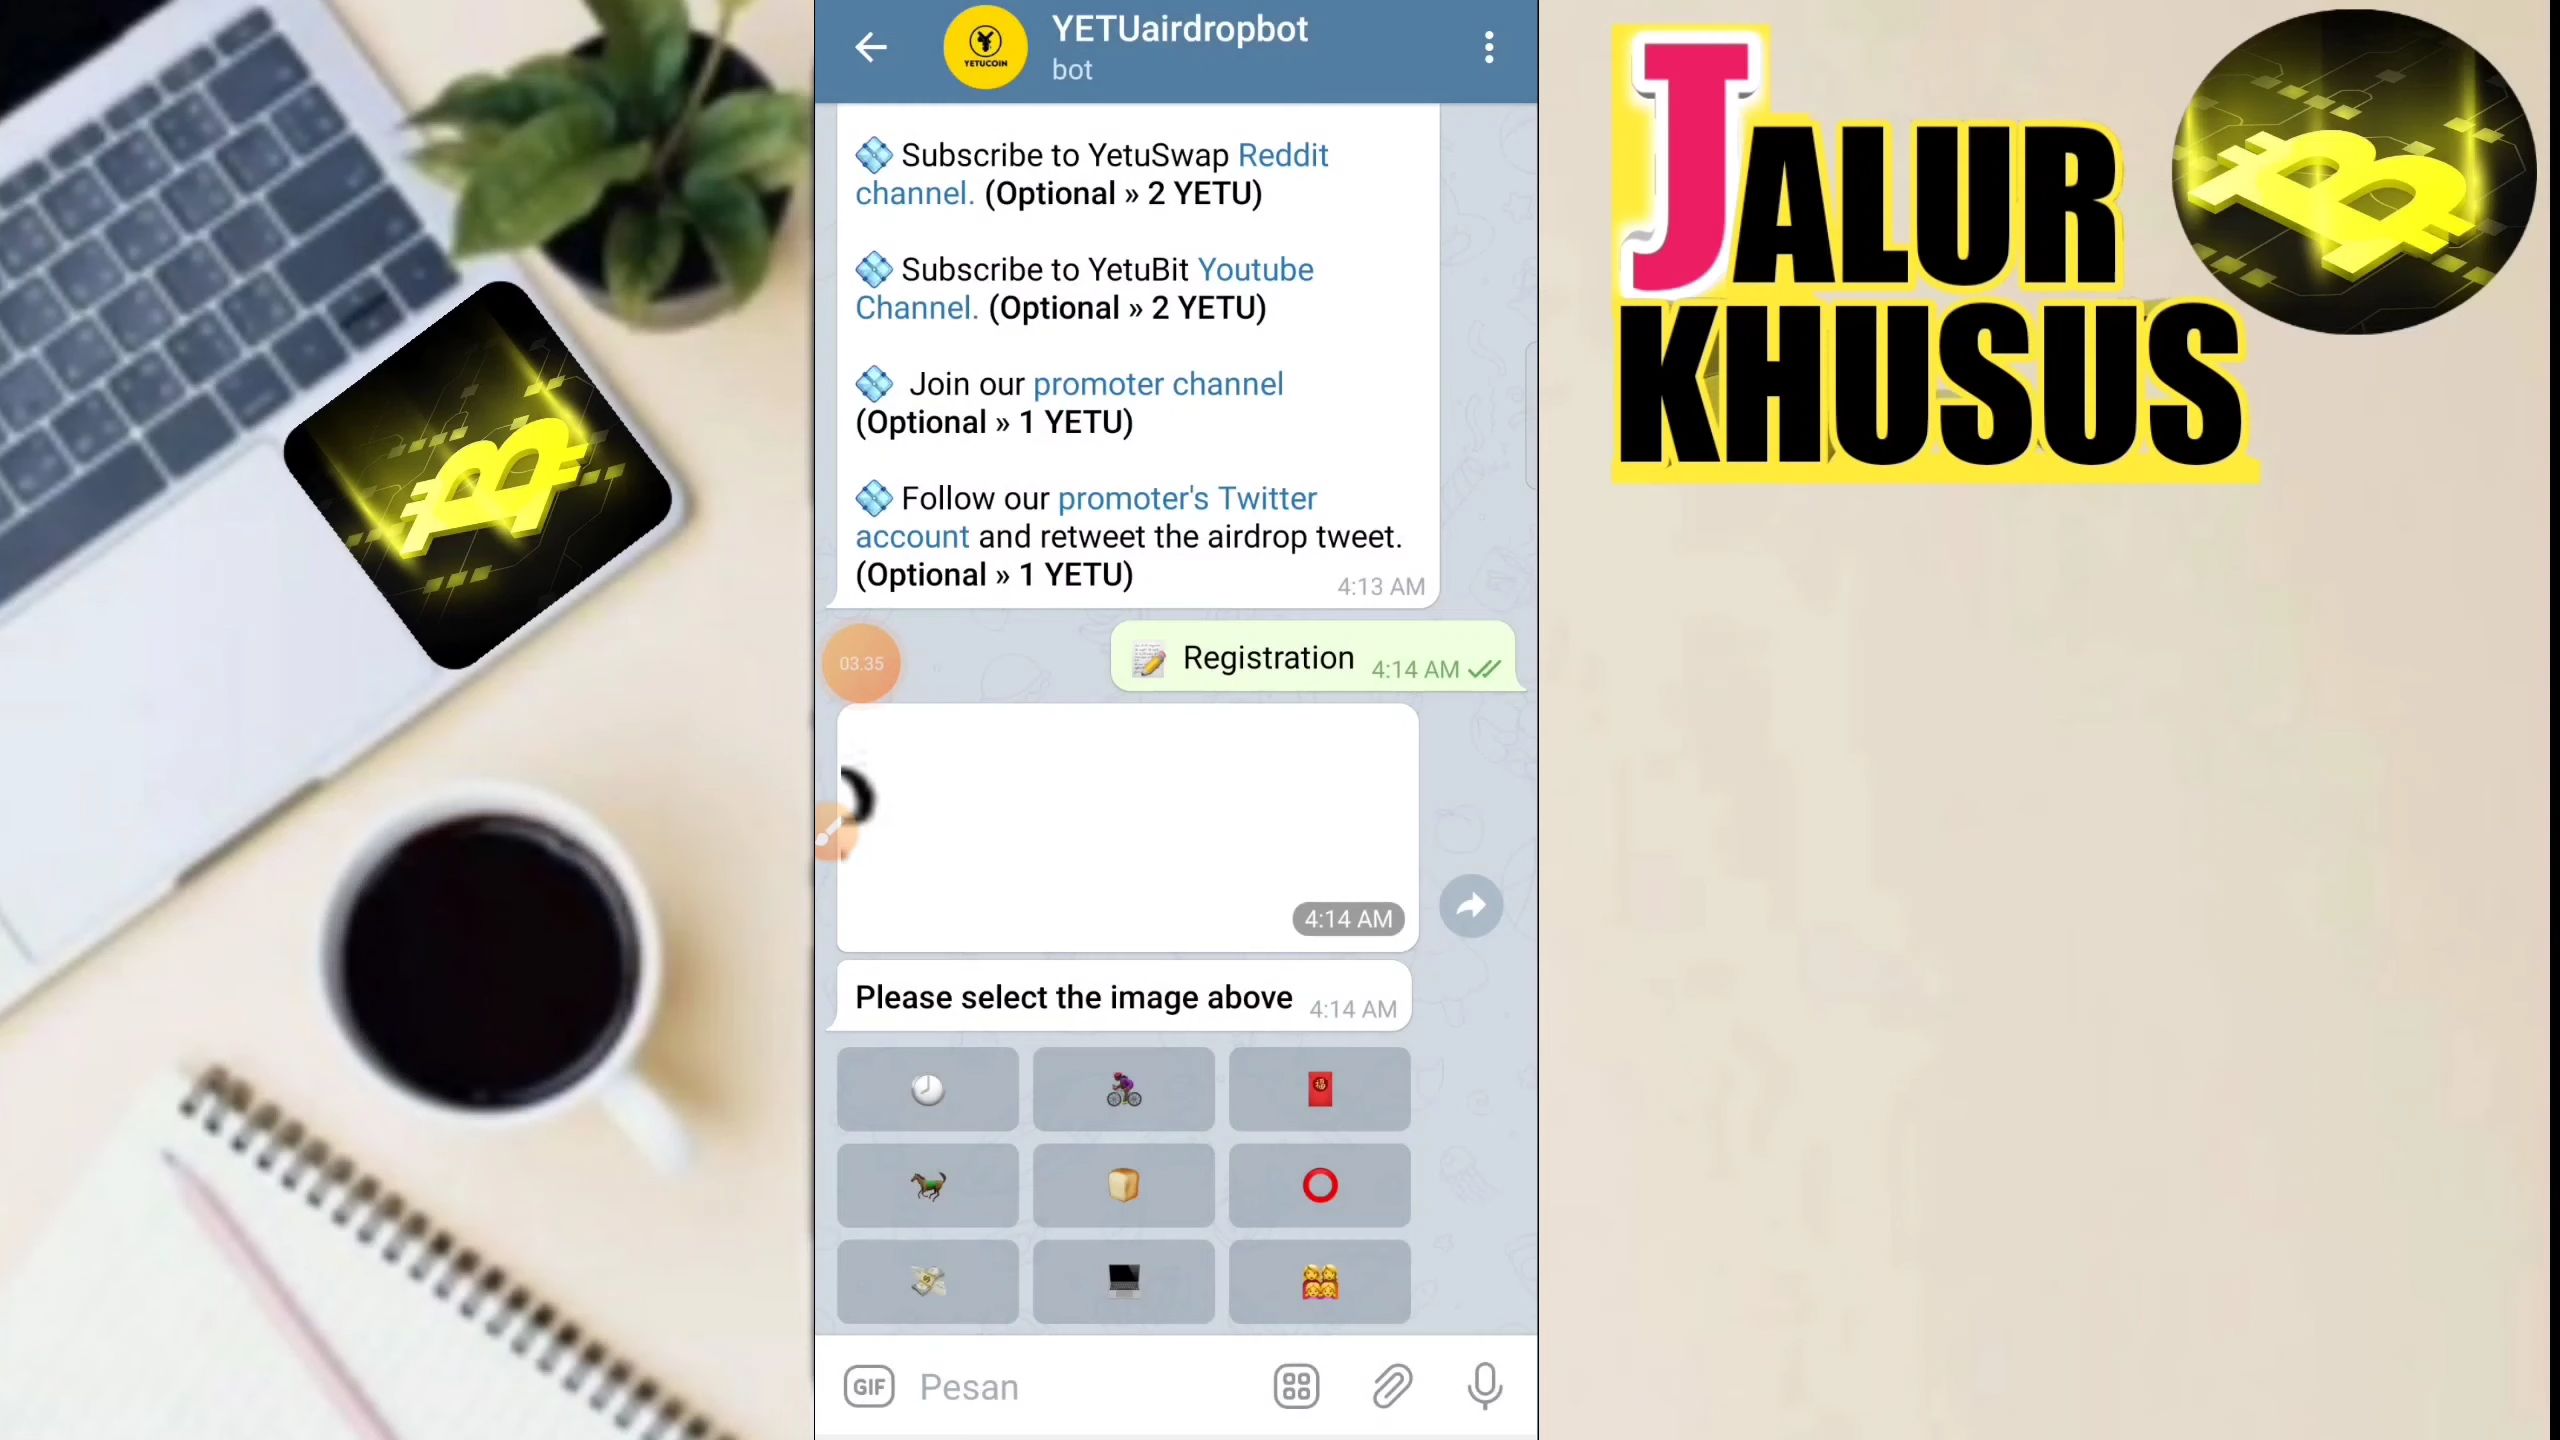 YETUCOIN
YETUairdropbot
bot
Subscribe to YetuSwap Reddit
channel. (Optional » 2 YETU)
Subscribe to YetuBit Youtube
Channel. (Optional » 2 YETU)
Join our promoter channel
(Optional » 1 YETU)
Follow our promoter's Twitter
account and retweet the airdrop tweet.
(Optional » 1 YETU)
4:13 AM
Registration 4:14 AM
03.35
4:14 AM
Please select the image above 4:14 AM
GIF Pesan
JALUR
KHUSUS